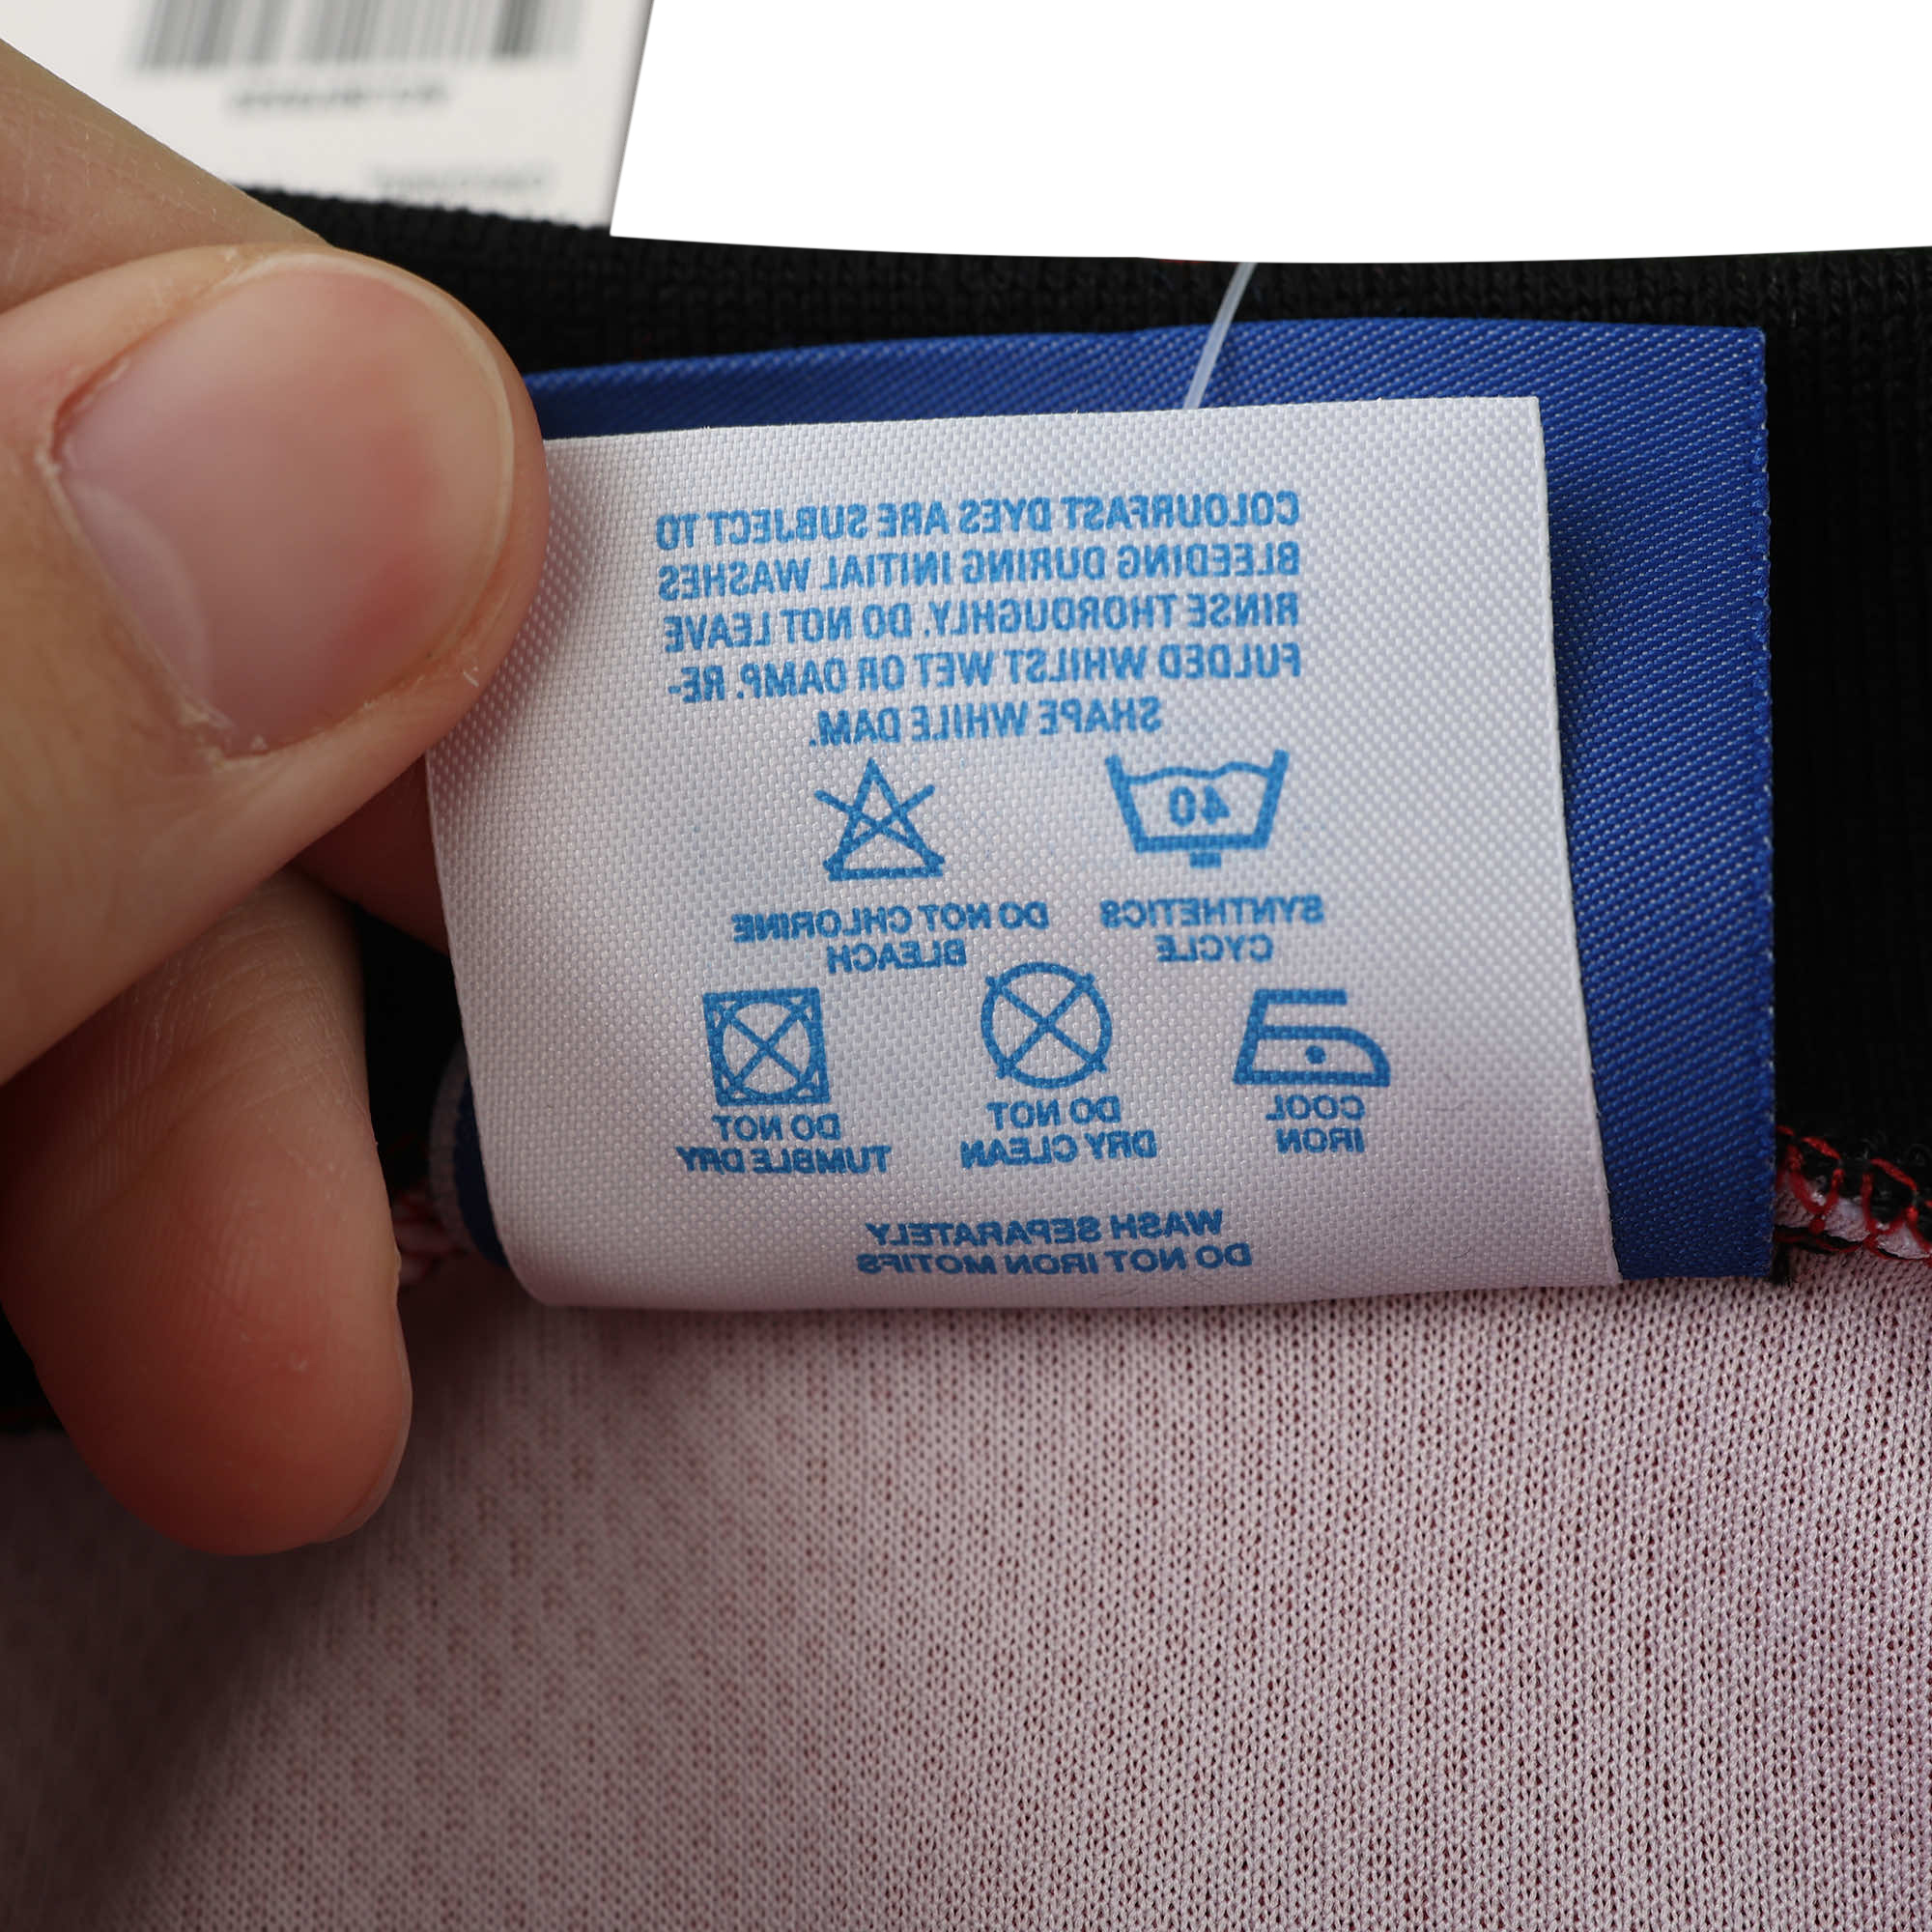 COLOURFAST DYES ARE SUBJECT TO
BLEEDING DURING INITIAL WASHES
RINSE THOROUGHLY. DO NOT LEAVE
FULDED WHILST WET OR DAMP. RE-
SHAPE WHILE DAM.
40
SYNTHETICS
CYCLE
DO NOT CHLORINE
BLEACH
COOL
IRON
DO NOT
DRY CLEAN
DO NOT
TUMBLE DRY
WASH SEPARATELY
DO NOT IRON MOTIFS